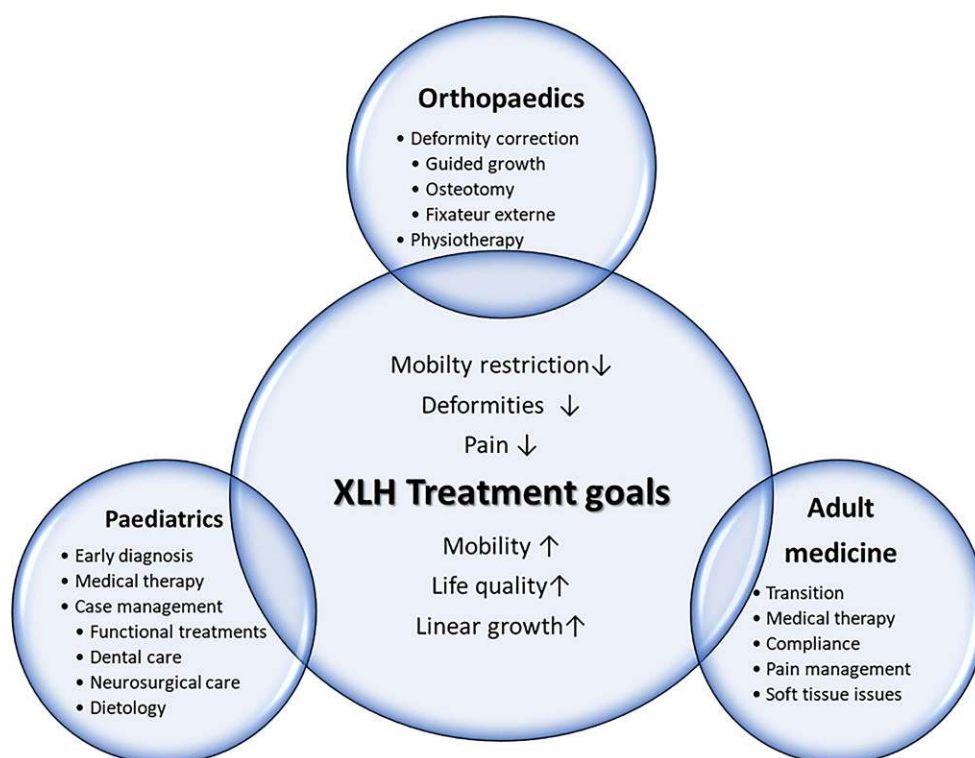 Orthopaedics
• Deformity correction
• Guided growth
• Osteotomy
• Fixateur externe
• Physiotherapy
Mobilty restriction↓
Deformities ↓
Pain ↓
XLH Treatment goals
Mobility ↑
Life quality↑
Linear growth↑
Paediatrics
• Early diagnosis
• Medical therapy
• Case management
• Functional treatments
• Dental care
• Neurosurgical care
• Dietology
Adult
medicine
• Transition
• Medical therapy
• Compliance
• Pain management
• Soft tissue issues